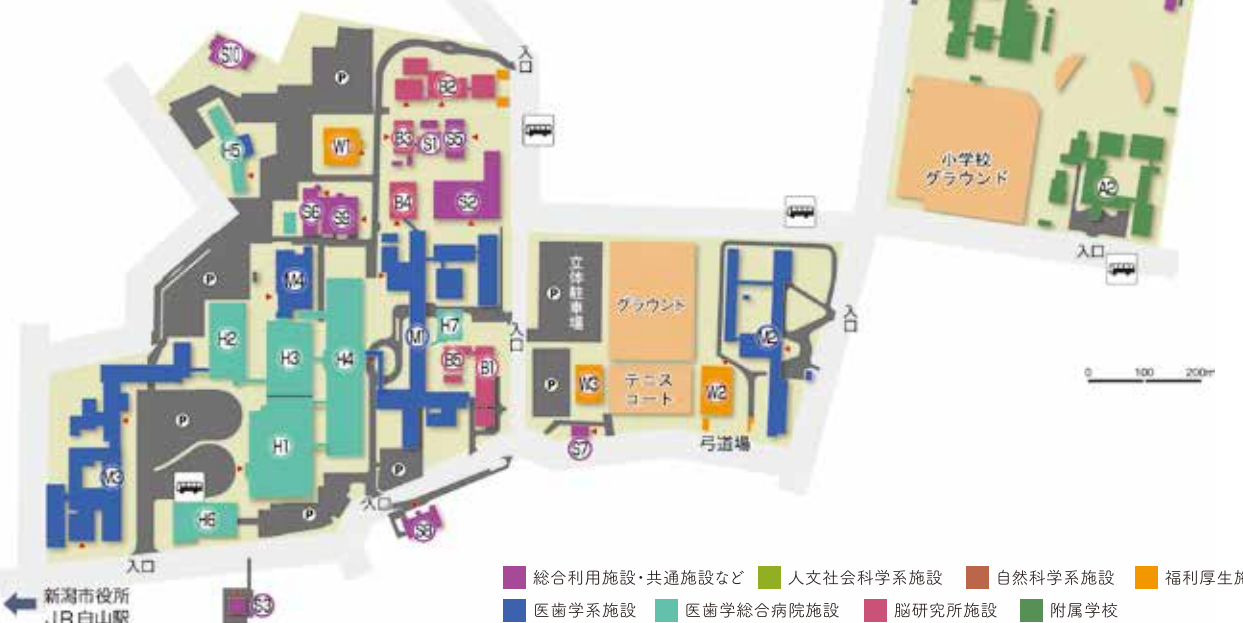 S10
P
入口
B2
H5
W1
B3
S1
S5
S6
S9
B4
S2
A2
小学校
グラウンド
入口
P
M4
H2
H3
H4
M1
H7
入口
B5
B1
P
立体駐車場
グラウンド
M2
入口
P
W3
テニス
コート
W2
弓道場
S7
0 100 200m
P
H1
M3
P
H6
P
入口
S8
入口
新潟市役所
JR白山駅
S3
総合利用施設・共通施設など 人文社会科学系施設 自然科学系施設 福利厚生施
医歯学系施設 医歯学総合病院施設 脳研究所施設 附属学校